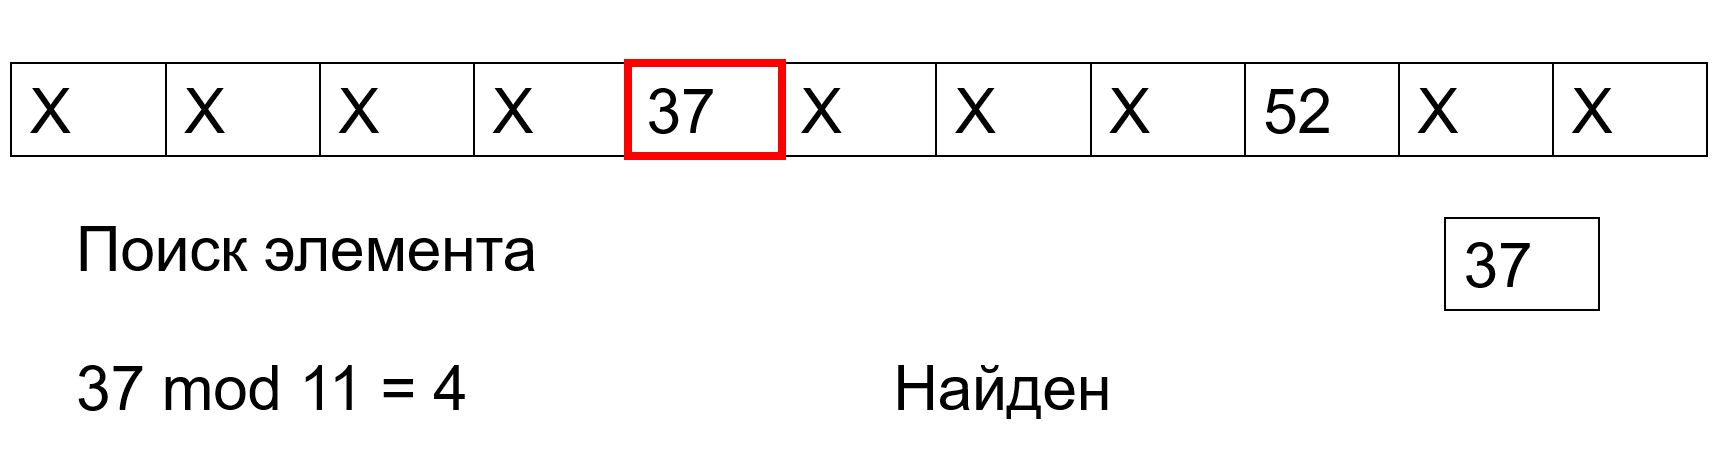 X X X X 37 X X X 52 X X
Поиск элемента
37
37 mod 11 = 4
Найден